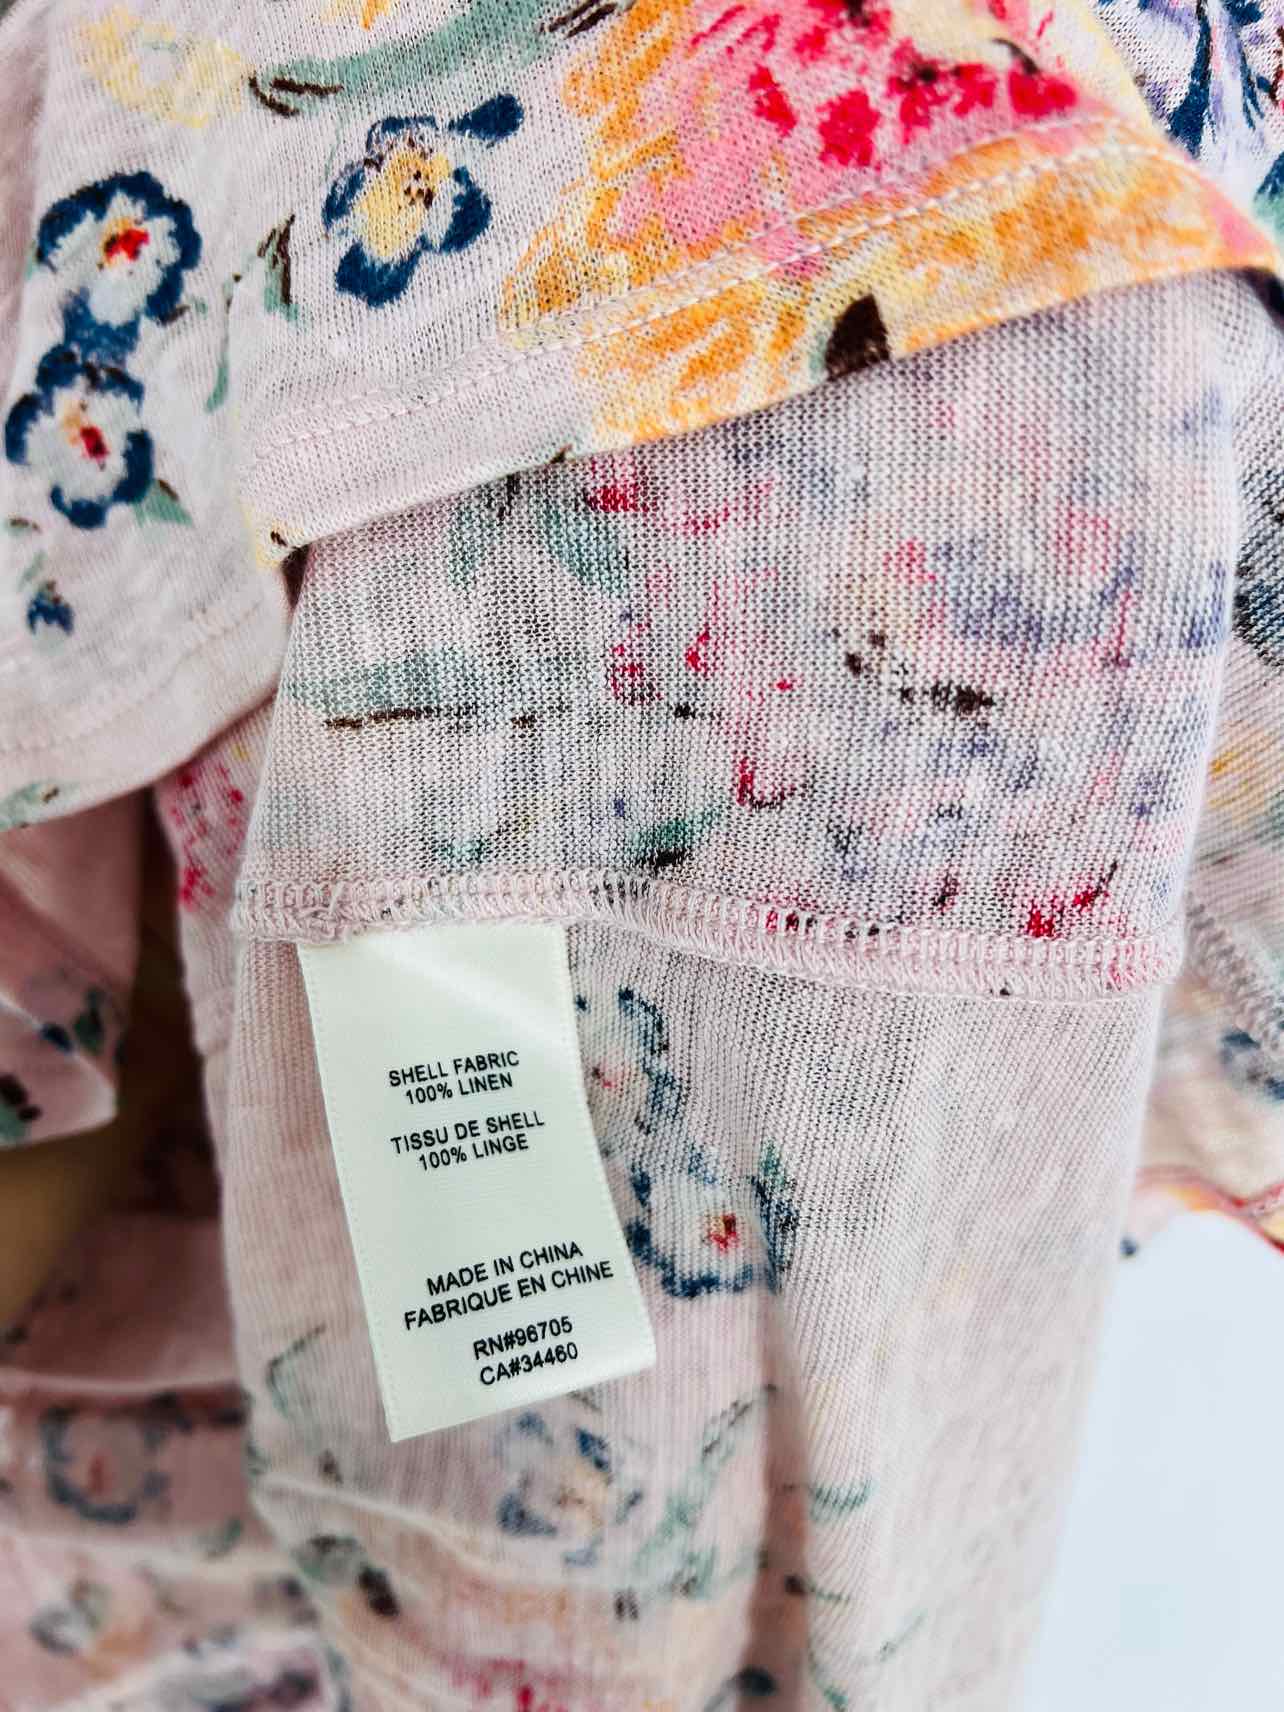 SHELL FABRIC
100% LINEN
TISSU DE SHELL
100% LINGE
MADE IN CHINA
FABRIQUE EN CHINE
RN#96705
CA#34460